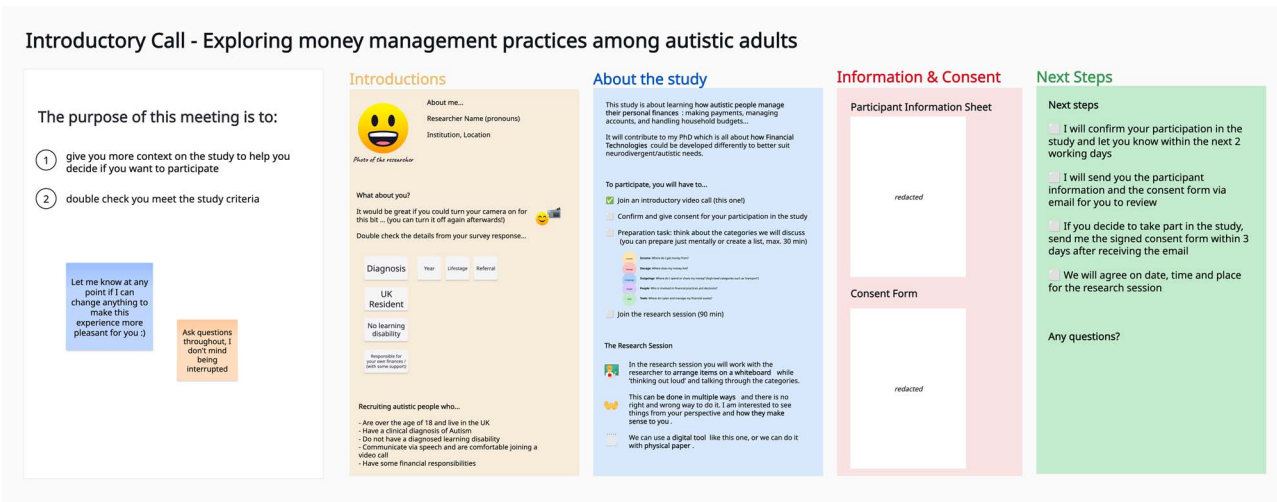 Introductory Call - Exploring money management practices among autistic adults
The purpose of this meeting is to:
1 give you more context on the study to help you
decide if you want to participate
2 double check you meet the study criteria
Let me know at any
point if I can
change anything to
make this
experience more
pleasant for you :)
Ask questions
throughout, I
don't mind
being
interrupted
Introductions
About me...
Researcher Name (pronouns)
Institution, Location
Photo of the researcher
What about you?
It would be great if you could turn your camera on for
this bit ... (you can turn it off again afterwards!)
Double check the details from your survey response...
Diagnosis
Year
Lifestage
Referral
UK
Resident
No learning
disability
Responsible for
your own finances /
(with some support)
Recruiting autistic people who...
- Are over the age of 18 and live in the UK
- Have a clinical diagnosis of Autism
- Do not have a diagnosed learning disability
- Communicate via speech and are comfortable joining a
video call
- Have some financial responsibilities
About the study
This study is about learning how autistic people manage
their personal finances : making payments, managing
accounts, and handling household budgets...
It will contribute to my PhD which is all about how Financial
Technologies could be developed differently to better suit
neurodivergent/autistic needs.
To participate, you will have to...
Join an introductory video call (this one!)
Confirm and give consent for your participation in the study
Preparation task: think about the categories we will discuss
(you can prepare just mentally or create a list, max. 30 min)
Join the research session (90 min)
The Research Session
In the research session you will work with the
researcher to arrange items on a whiteboard while
'thinking out loud' and talking through the categories.
This can be done in multiple ways and there is no
right and wrong way to do it. I am interested to see
things from your perspective and how they make
sense to you .
We can use a digital tool like this one, or we can do it
with physical paper .
Information & Consent
Participant Information Sheet
redacted
Consent Form
redacted
Next Steps
Next steps
I will confirm your participation in the
study and let you know within the next 2
working days
I will send you the participant
information and the consent form via
email for you to review
If you decide to take part in the study,
send me the signed consent form within 3
days after receiving the email
We will agree on date, time and place
for the research session
Any questions?